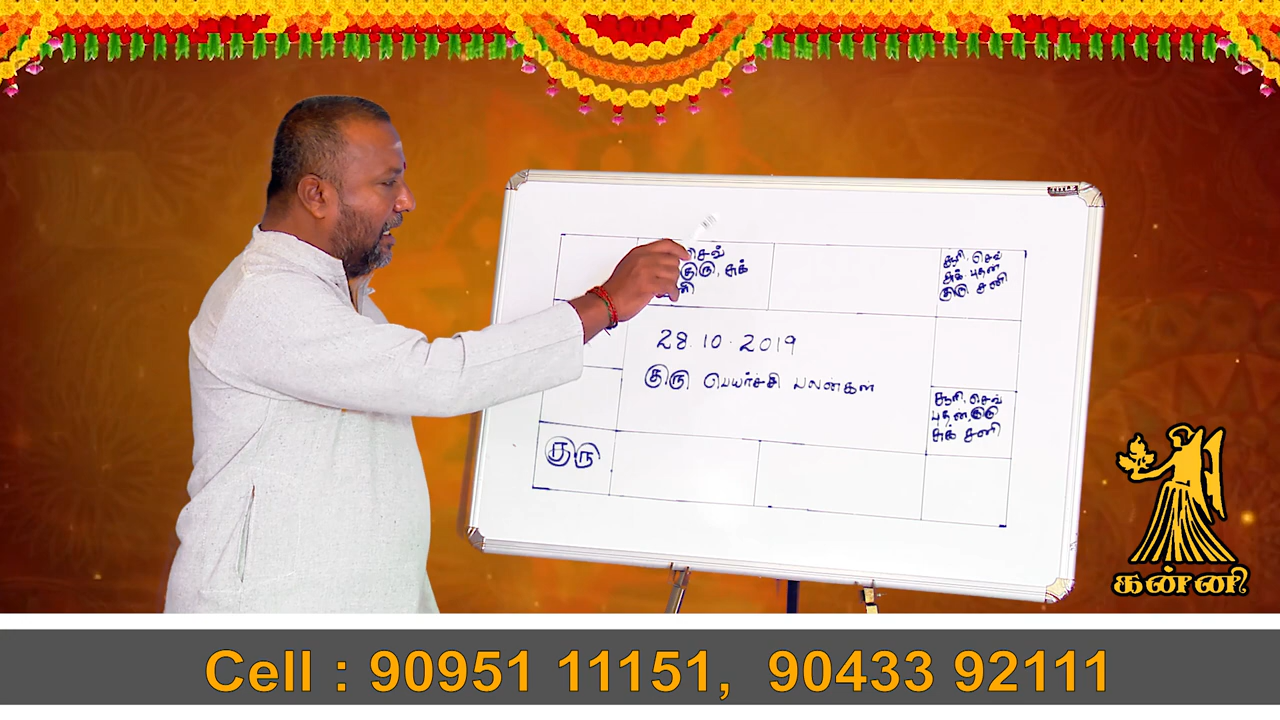 செவ்
குரு, சுக்
சூரி. செவ்
சுக் புதன்
குரு சனி
28.10.2019
குரு பெயர்ச்சி பலன்கள்
சூரி. செவ்
புதன் குரு
சுக் சனி
குரு
கன்னி
Cell : 90951 11151, 90433 92111